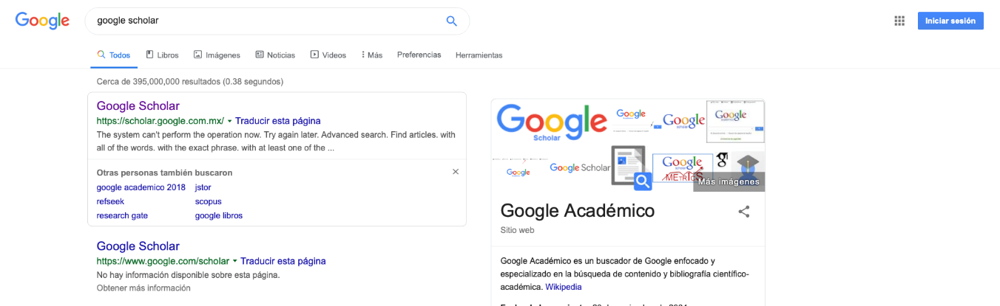 Google
google scholar
Iniciar sesión
Todos
Libros
Imágenes
Noticias
Videos
Más
Preferencias
Herramientas
Cerca de 395,000,000 resultados (0.38 segundos)
Google Scholar
https://scholar.google.com.mx/ Traducir esta página
The system can't perform the operation now. Try again later. Advanced search. Find articles. with
all of the words. with the exact phrase. with at least one of the ...
Otras personas también buscaron
google academico 2018
jstor
refseek
scopus
research gate
google libros
Google Scholar
https://www.google.com/scholar Traducir esta página
No hay información disponible sobre esta página.
Obtener más información
Google
Scholar
Google
Google
scholar
Google
Google
Google Scholar
Google
METRICS
g
Más imágenes
Google Académico
Sitio web
Google Académico es un buscador de Google enfocado y
especializado en la búsqueda de contenido y bibliografía científico-
académica. Wikipedia